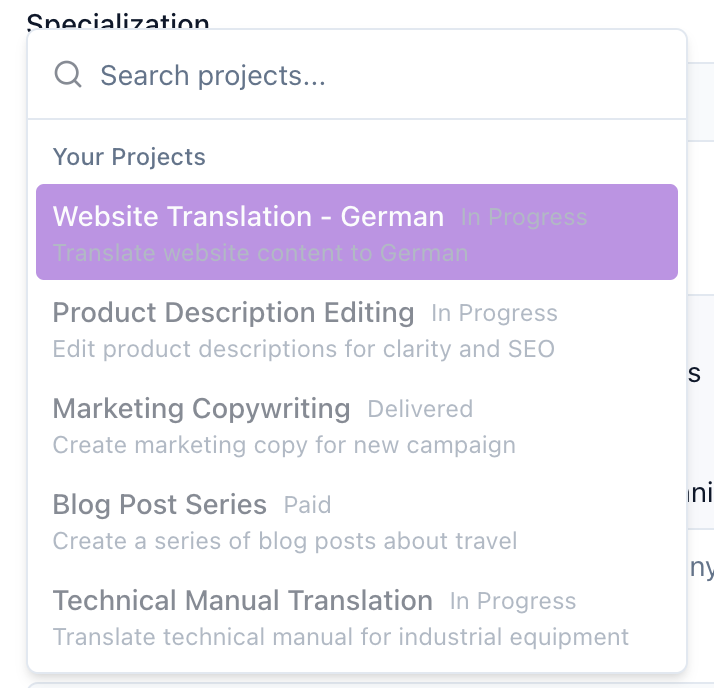 Specialization
Search projects...
Your Projects
Website Translation - German In Progress
Translate website content to German
Product Description Editing In Progress
Edit product descriptions for clarity and SEO
Marketing Copywriting Delivered
Create marketing copy for new campaign
Blog Post Series Paid
Create a series of blog posts about travel
Technical Manual Translation In Progress
Translate technical manual for industrial equipment